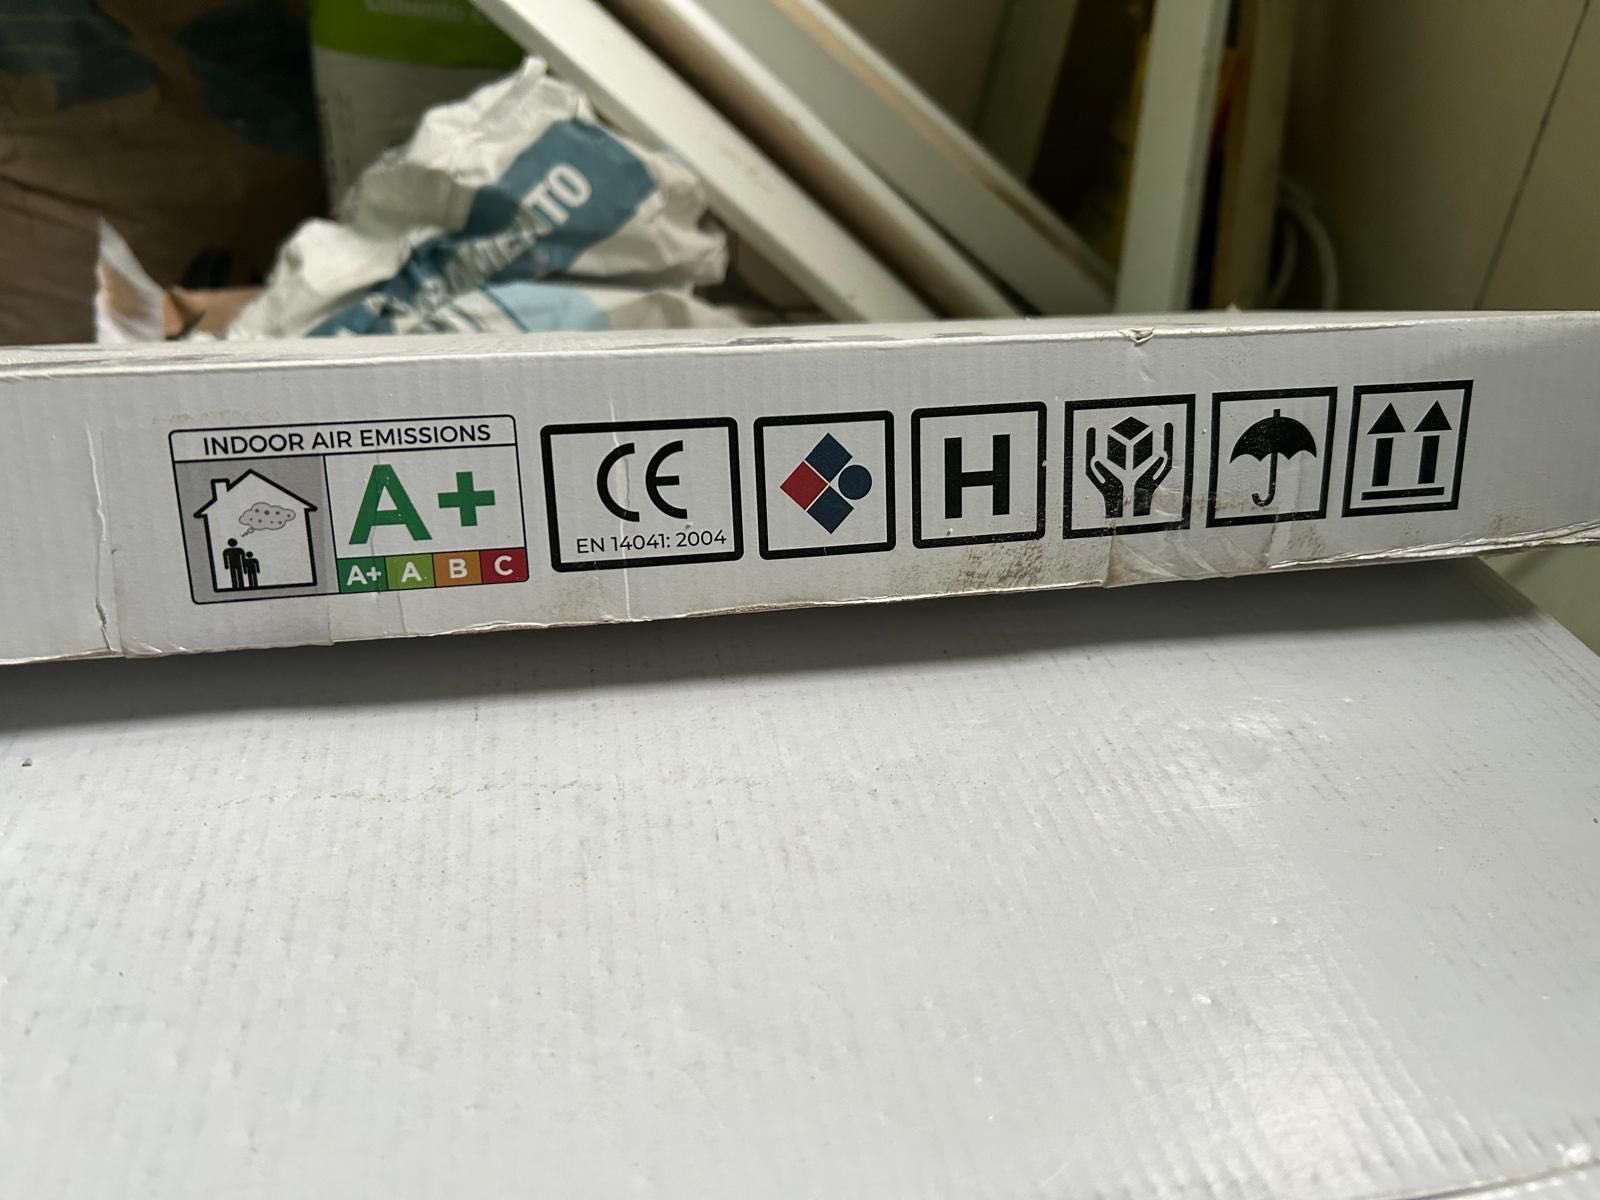 INDOOR AIR EMISSIONS
A+
A+ A B C
CE
EN 14041: 2004
H